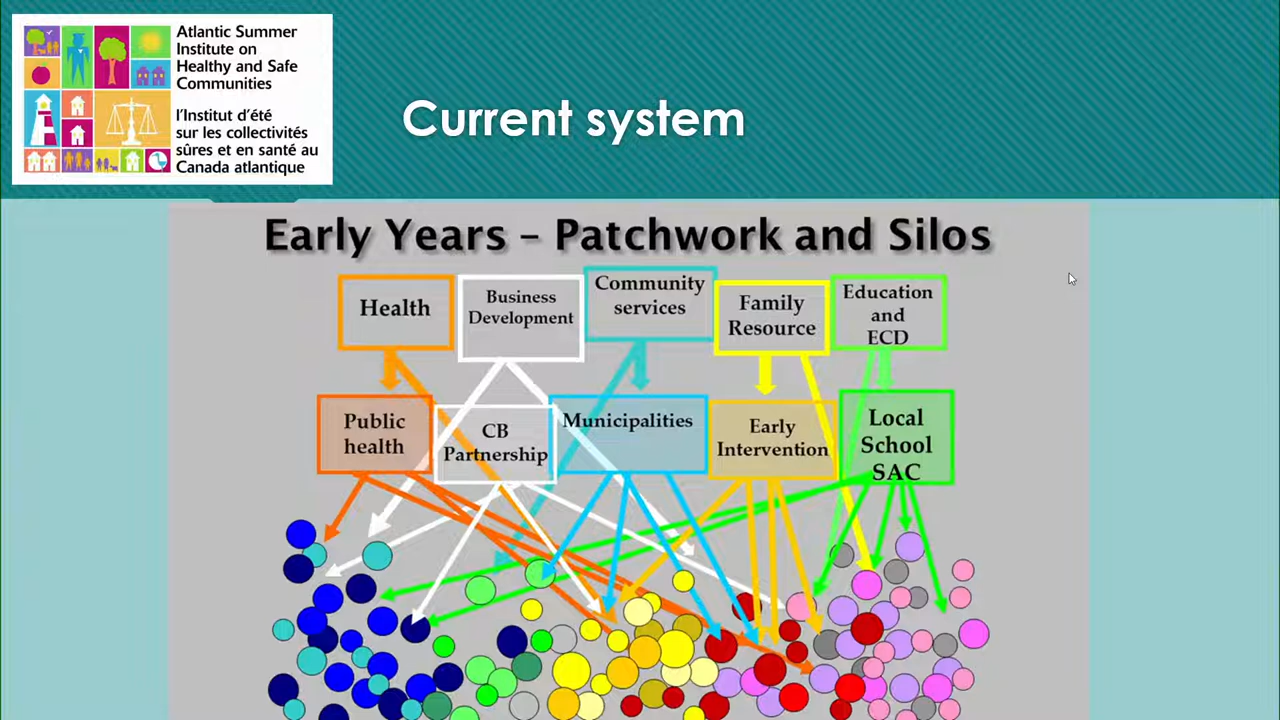 Atlantic Summer
Institute on
Healthy and Safe
Communities
l'Institut d'été
sur les collectivités
sûres et en santé au
Canada atlantique
Current system
Early Years – Patchwork and Silos
Health
Business
Development
Community
services
Family
Resource
Education
and
ECD
Public
health
CB
Partnership
Municipalities
Early
Intervention
Local
School
SAC